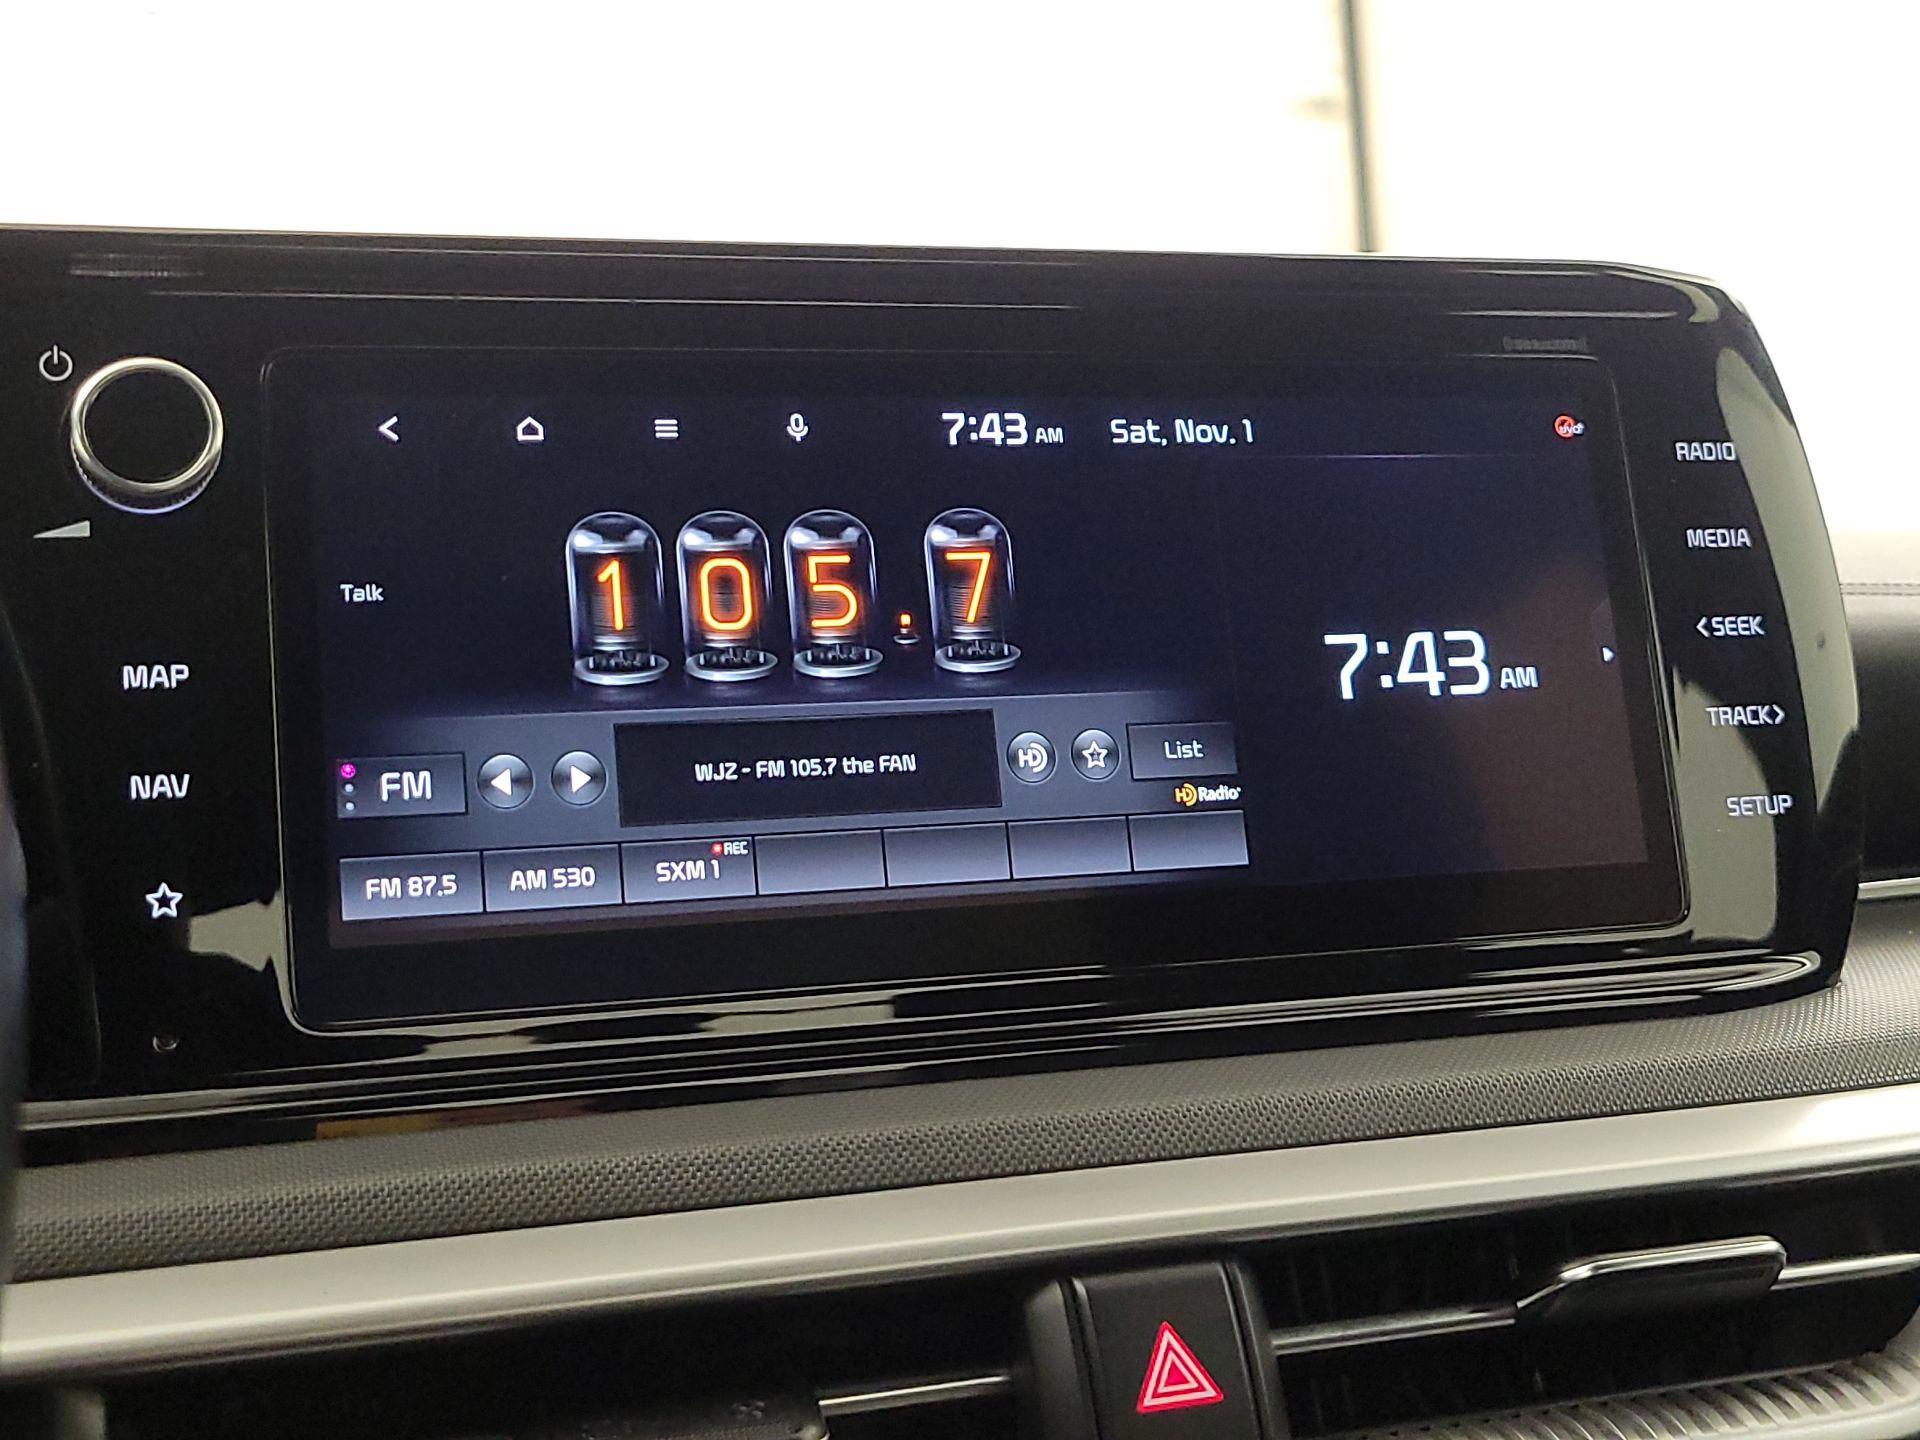 7:43 AM Sat, Nov. 1
RADIO
MEDIA
<SEEK
TRACK>
SETUP
MAP
NAV
Talk
105.7
7:43 AM
FM
WJZ - FM 105.7 the FAN
HD
List
HD Radio
FM 87.5
AM 530
SXM 1
REC